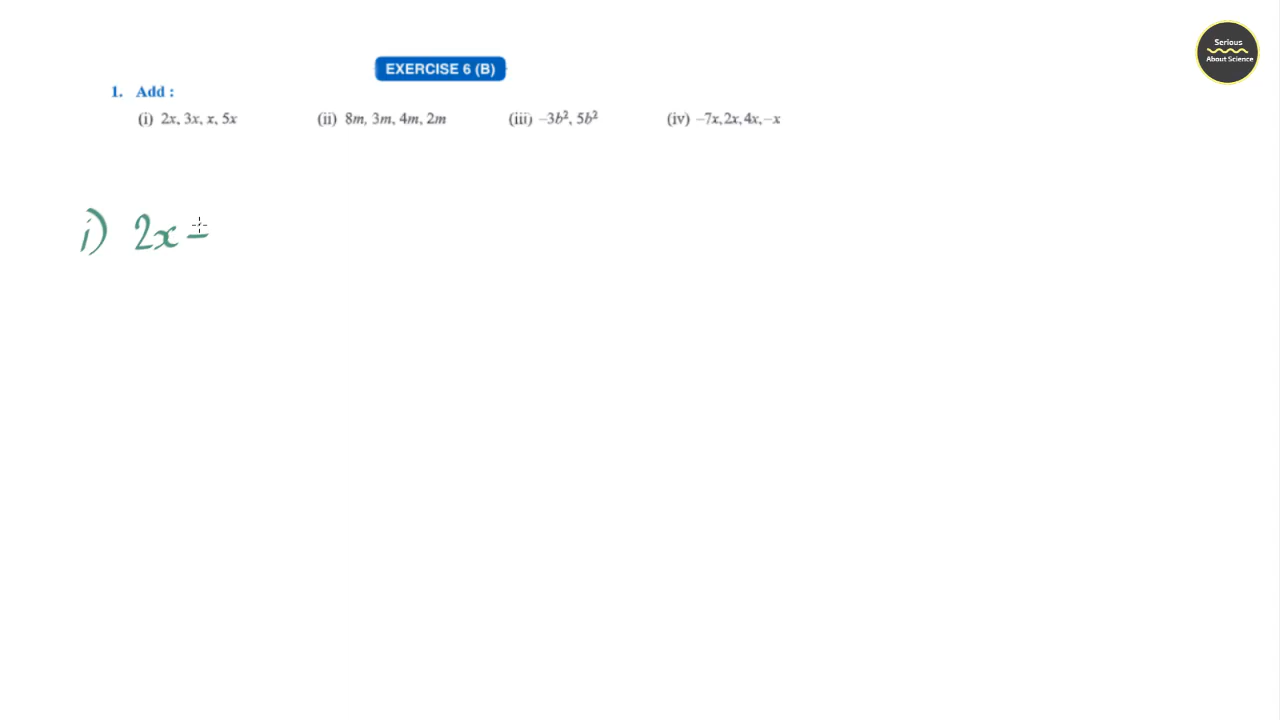 Serious
About Science
EXERCISE 6 (B)
1. Add :
(i) 2x, 3x, x, 5x (ii) 8m, 3m, 4m, 2m (iii) –3b², 5b² (iv) –7x, 2x, 4x, –x
i) 2x –